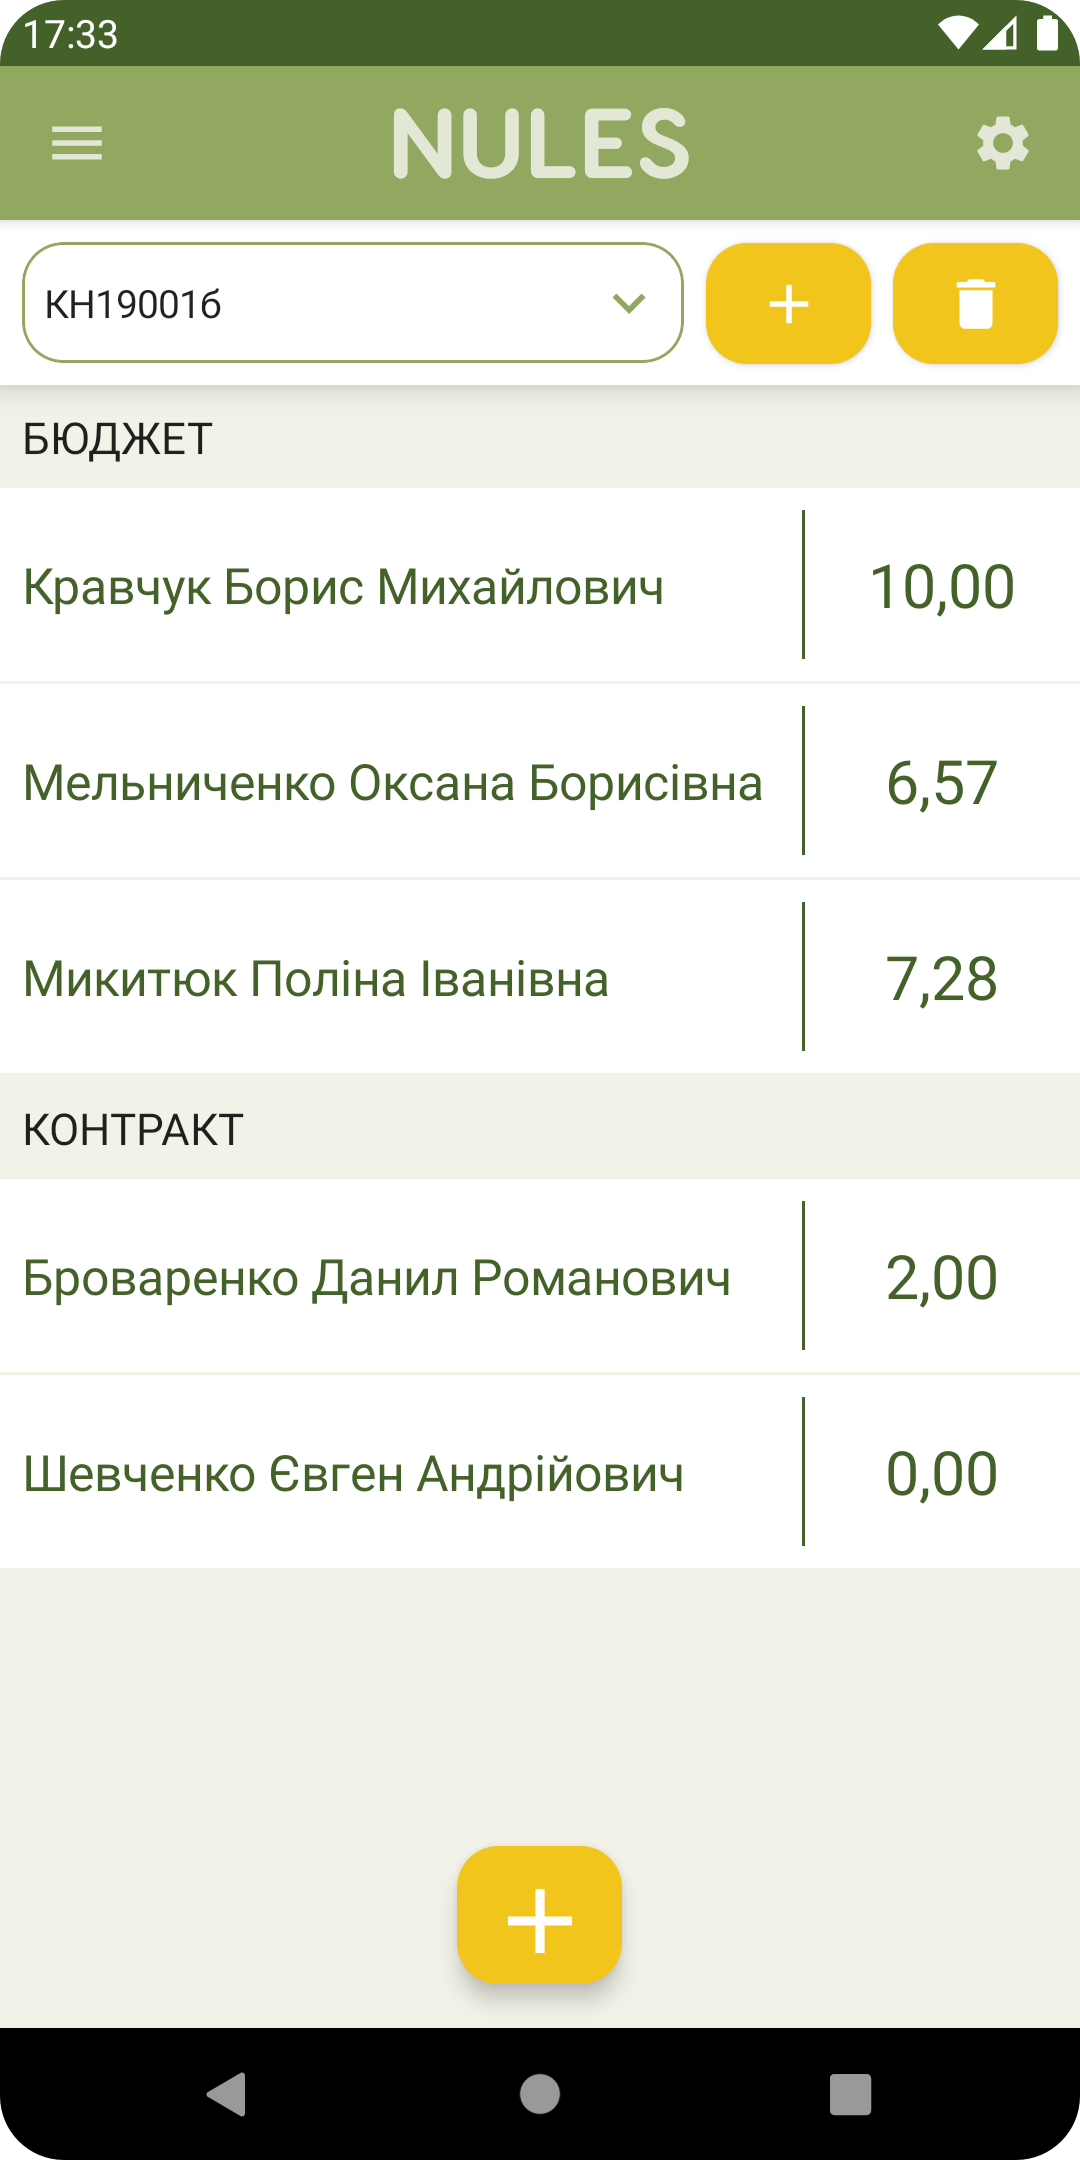 17:33
NULES
КН19001б
БЮДЖЕТ
Кравчук Борис Михайлович 10,00
Мельниченко Оксана Борисівна 6,57
Микитюк Поліна Іванівна 7,28
КОНТРАКТ
Броваренко Данил Романович 2,00
Шевченко Євген Андрійович 0,00